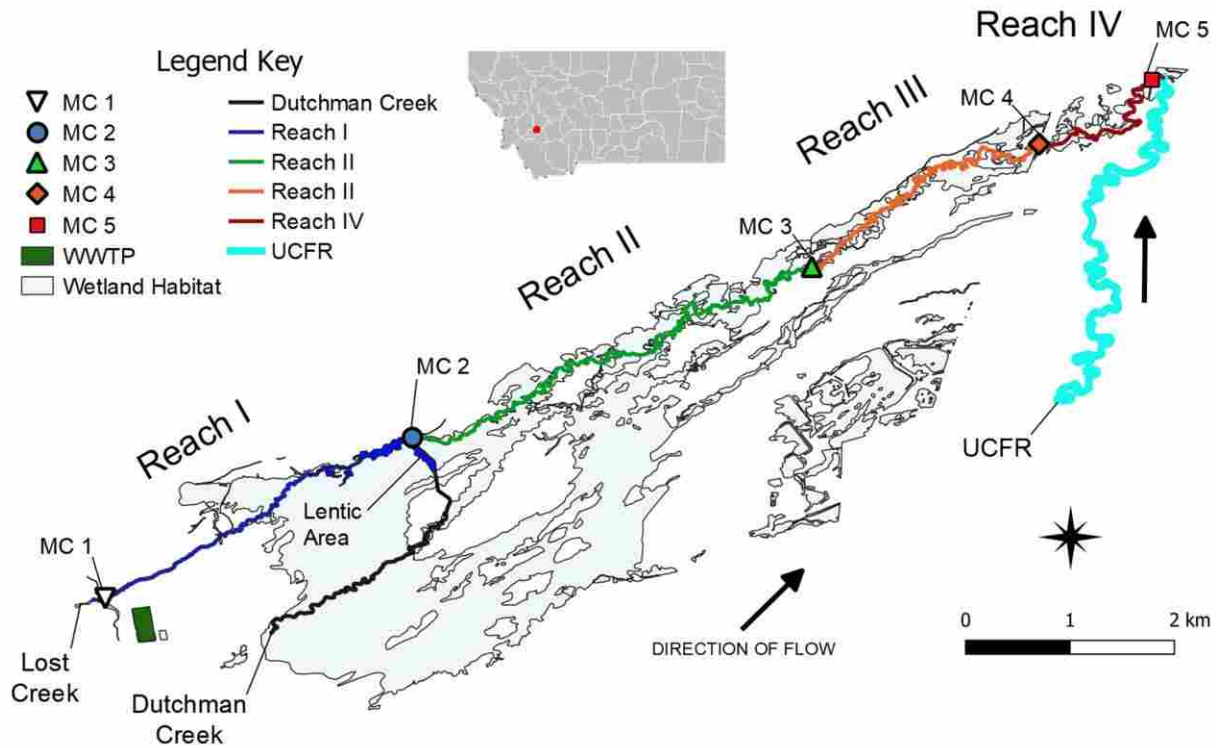 Legend Key
MC 1
MC 2
MC 3
MC 4
MC 5
WWTP
Wetland Habitat
Dutchman Creek
Reach I
Reach II
Reach II
Reach IV
UCFR
Reach IV
MC 5
MC 4
Reach III
MC 3
Reach II
MC 2
Reach I
Lentic
Area
MC 1
Lost
Creek
Dutchman
Creek
UCFR
DIRECTION OF FLOW
0 1 2 km